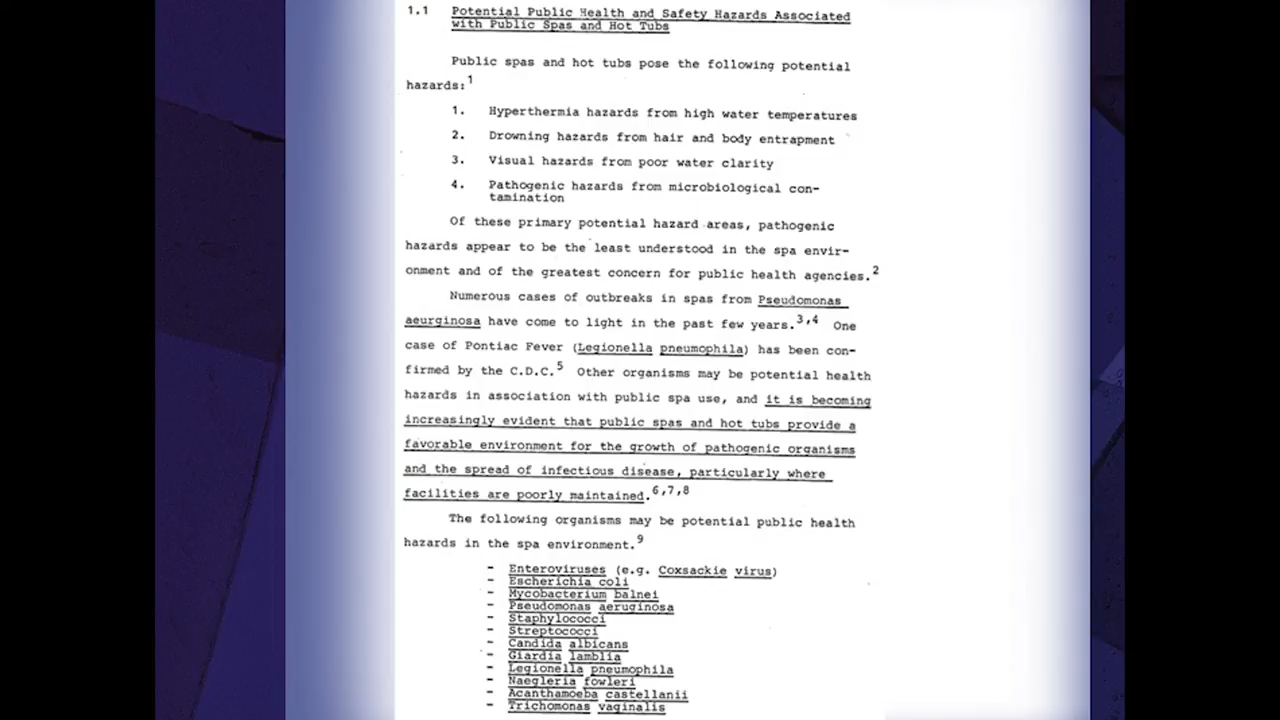 1.1 Potential Public Health and Safety Hazards Associated
with Public Spas and Hot Tubs
Public spas and hot tubs pose the following potential
hazards:1
1. Hyperthermia hazards from high water temperatures
2. Drowning hazards from hair and body entrapment
3. Visual hazards from poor water clarity
4. Pathogenic hazards from microbiological con-
tamination
Of these primary potential hazard areas, pathogenic
hazards appear to be the least understood in the spa envir-
onment and of the greatest concern for public health agencies.2
Numerous cases of outbreaks in spas from Pseudomonas
aeurginosa have come to light in the past few years.3,4 One
case of Pontiac Fever (Legionella pneumophila) has been con-
firmed by the C.D.C.5 Other organisms may be potential health
hazards in association with public spa use, and it is becoming
increasingly evident that public spas and hot tubs provide a
favorable environment for the growth of pathogenic organisms
and the spread of infectious disease, particularly where
facilities are poorly maintained.6,7,8
The following organisms may be potential public health
hazards in the spa environment.9
- Enteroviruses (e.g. Coxsackie virus)
- Escherichia coli
- Mycobacterium balnei
- Pseudomonas aeruginosa
- Staphylococci
- Streptococci
- Candida albicans
- Giardia lamblia
- Legionella pneumophila
- Naegleria fowleri
- Acanthamoeba castellanii
- Trichomonas vaginalis